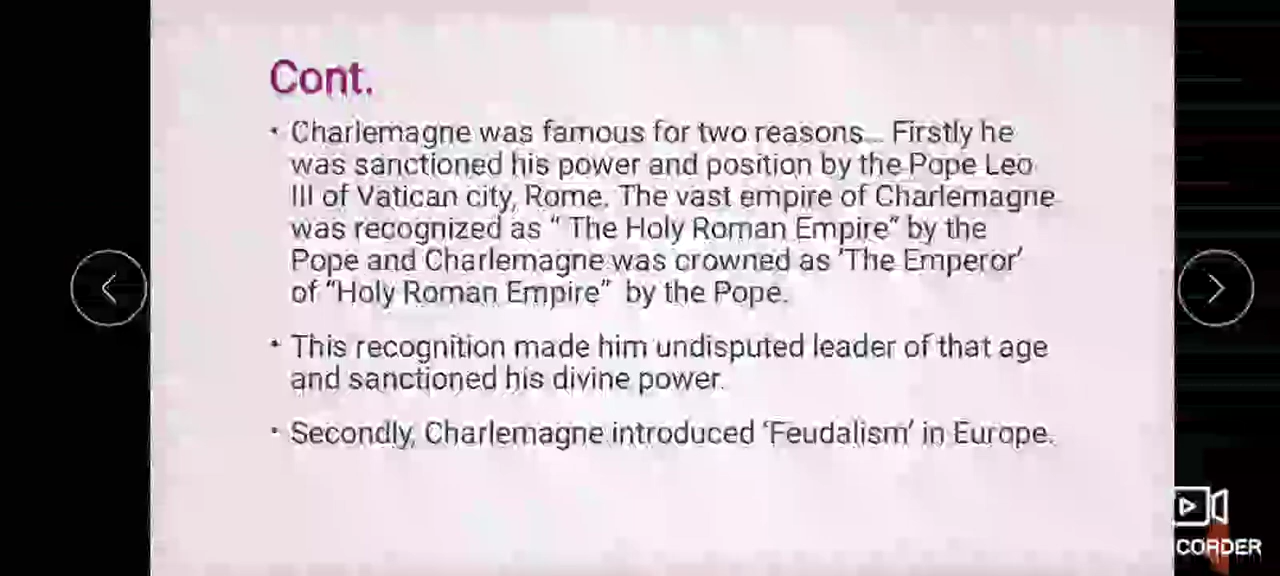 Cont.
• Charlemagne was famous for two reasons... Firstly he
was sanctioned his power and position by the Pope Leo
III of Vatican city, Rome. The vast empire of Charlemagne
was recognized as “ The Holy Roman Empire” by the
Pope and Charlemagne was crowned as ‘The Emperor’
of “Holy Roman Empire” by the Pope.
• This recognition made him undisputed leader of that age
and sanctioned his divine power.
• Secondly, Charlemagne introduced ‘Feudalism’ in Europe.
CORDER